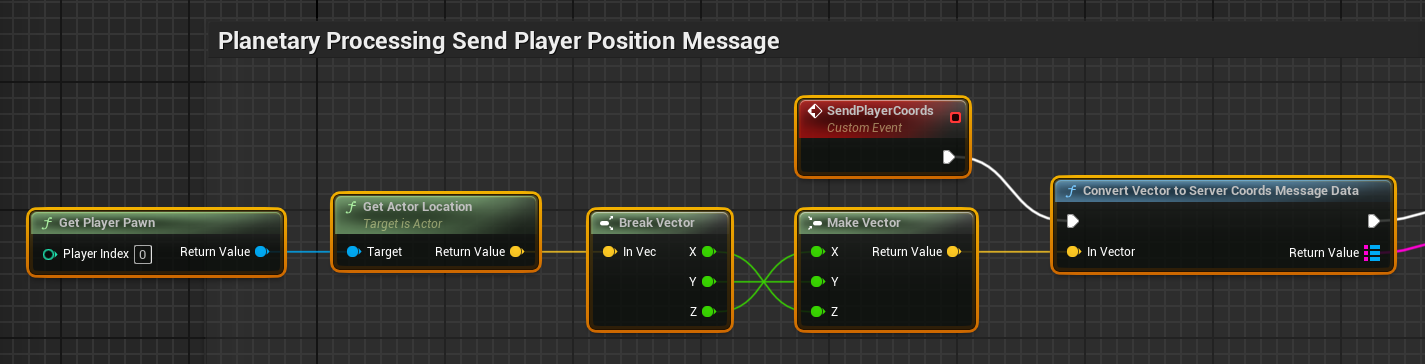 Planetary Processing Send Player Position Message
SendPlayerCoords
Custom Event
Get Player Pawn
Player Index 0 Return Value
Get Actor Location
Target is Actor
Target Return Value
Break Vector
In Vec X
Y
Z
Make Vector
X Return Value
Y
Z
Convert Vector to Server Coords Message Data
In Vector Return Value